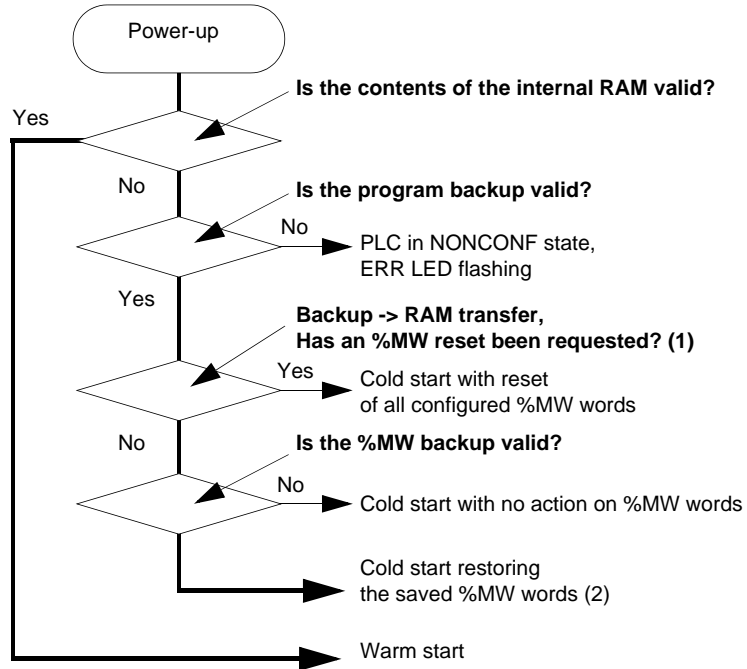 Power-up
Is the contents of the internal RAM valid?
Yes
No
Is the program backup valid?
No
PLC in NONCONF state,
ERR LED flashing
Yes
Backup -> RAM transfer,
Has an %MW reset been requested? (1)
Yes
Cold start with reset
of all configured %MW words
No
Is the %MW backup valid?
No
Cold start with no action on %MW words
Cold start restoring
the saved %MW words (2)
Warm start